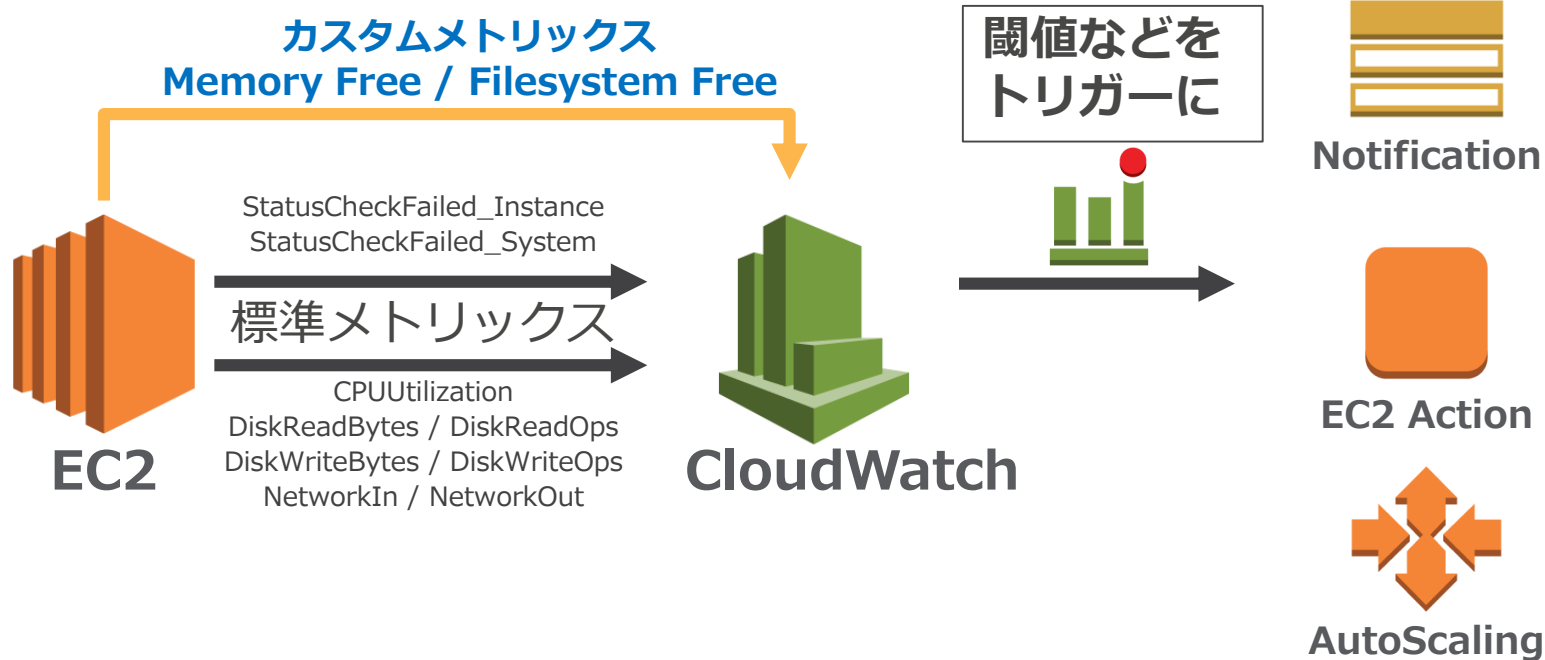 カスタムメトリックス
Memory Free / Filesystem Free
閾値などを
トリガーに
Notification
StatusCheckFailed_Instance
StatusCheckFailed_System
標準メトリックス
CPUUtilization
DiskReadBytes / DiskReadOps
DiskWriteBytes / DiskWriteOps
NetworkIn / NetworkOut
EC2
CloudWatch
EC2 Action
AutoScaling